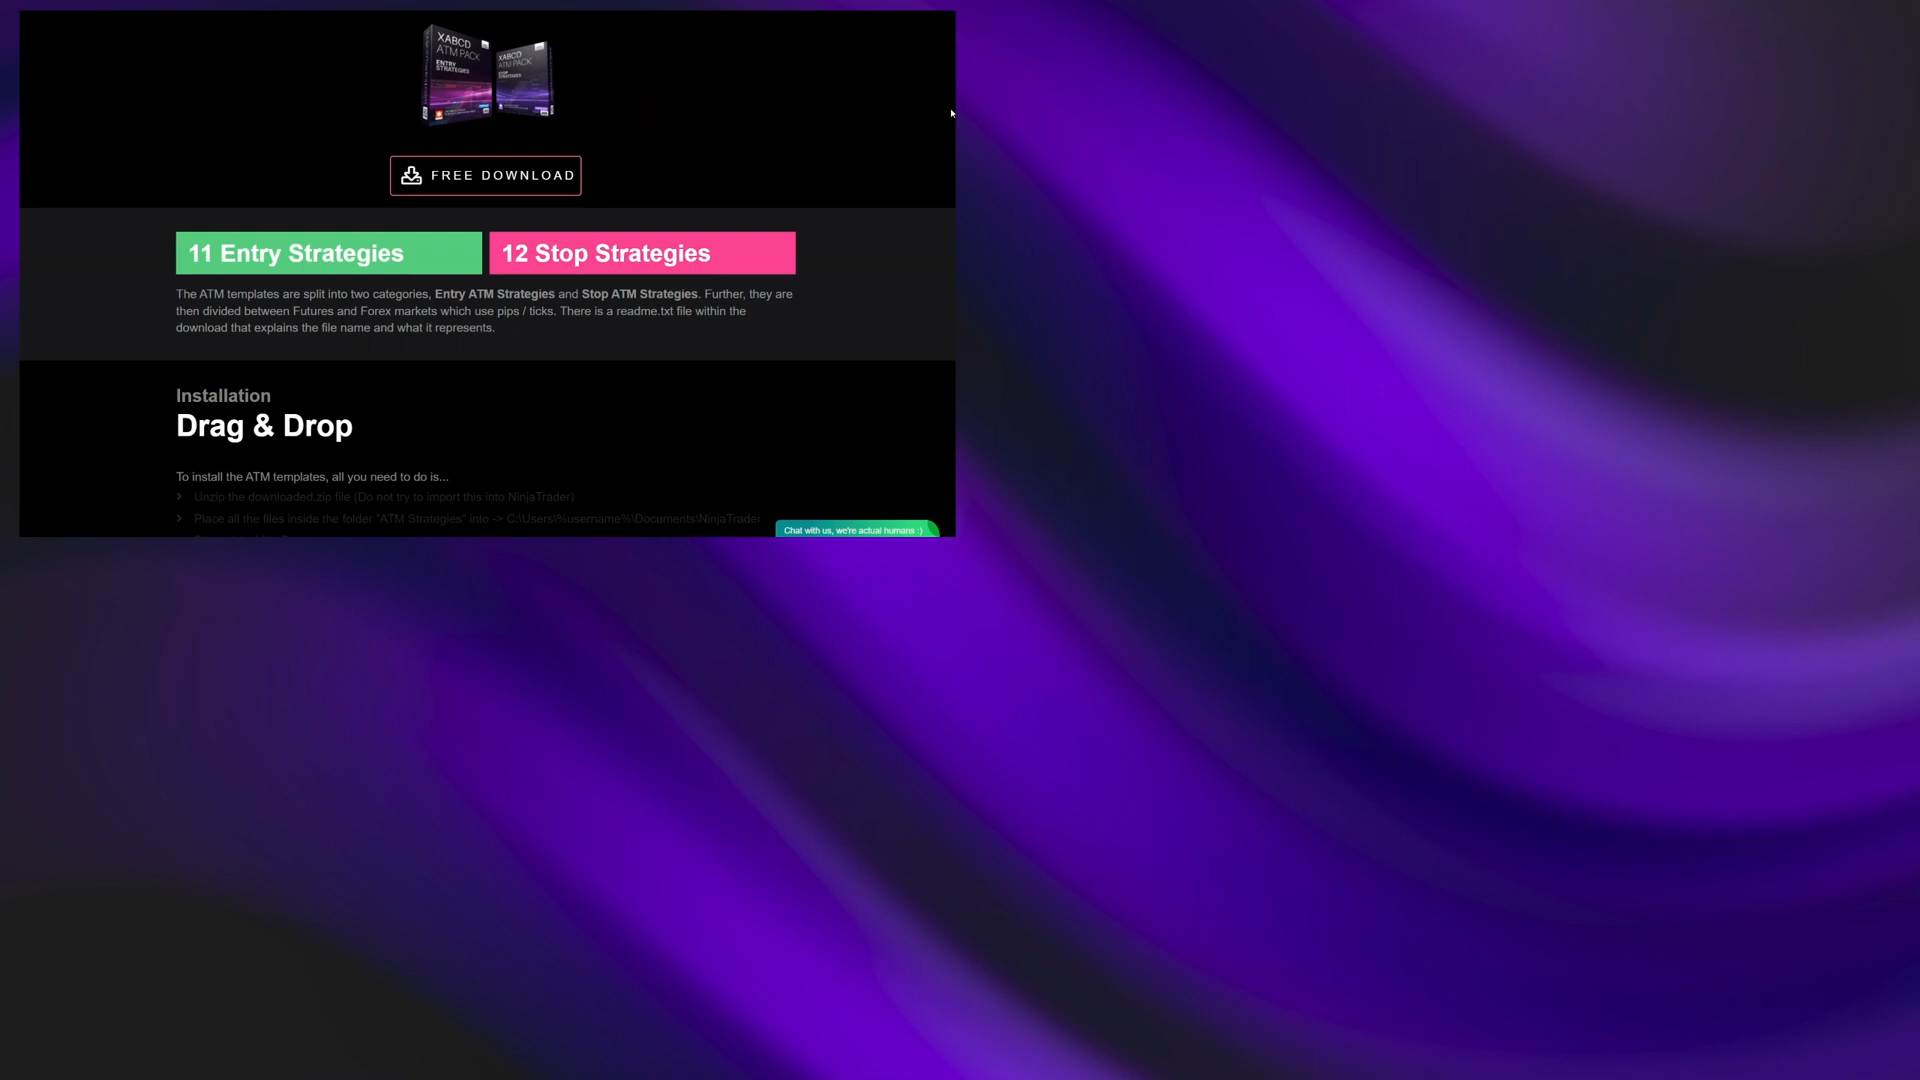 XABCD
ATM PACK
ENTRY
STRATEGIES
XABCD
ATM PACK
STOP
STRATEGIES
FREE DOWNLOAD
11 Entry Strategies
12 Stop Strategies
The ATM templates are split into two categories, Entry ATM Strategies and Stop ATM Strategies. Further, they are
then divided between Futures and Forex markets which use pips / ticks. There is a readme.txt file within the
download that explains the file name and what it represents.
Installation
Drag & Drop
To install the ATM templates, all you need to do is...
Unzip the downloaded.zip file (Do not try to import this into NinjaTrader)
Place all the files inside the folder "ATM Strategies" into -> C:\Users\%username%\Documents\NinjaTrader
Chat with us, we're actual humans :)